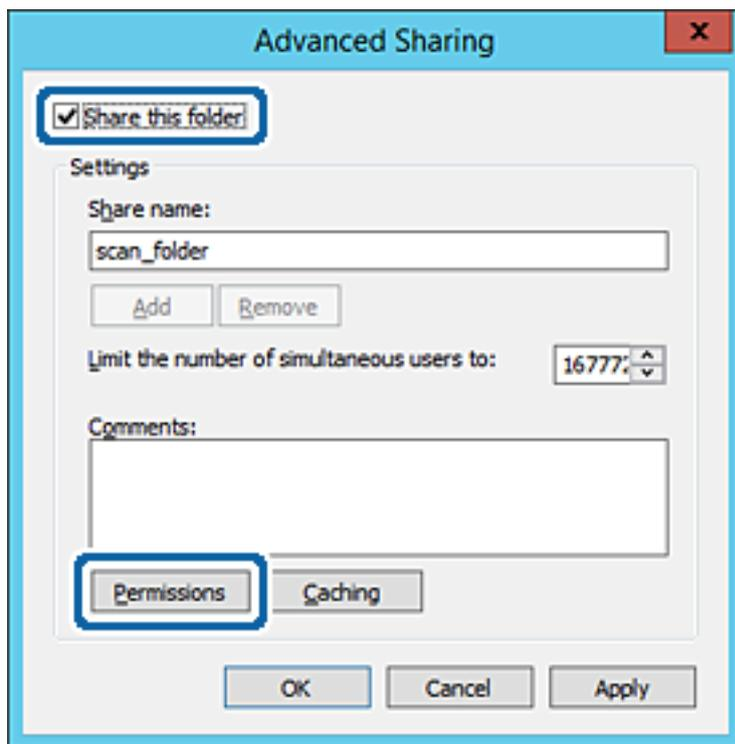 Advanced Sharing
x
Share this folder
Settings
Share name:
scan_folder
Add Remove
Limit the number of simultaneous users to:
16777
Comments:
Permissions Caching
OK Cancel Apply